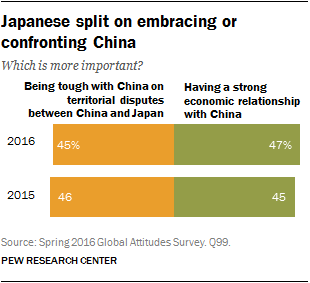 Japanese split on embracing or
confronting China
Which is more important?
Being tough with China on
territorial disputes
between China and Japan
Having a strong
economic relationship
with China
2016 45% 47%
2015 46 45
Source: Spring 2016 Global Attitudes Survey. Q99.
PEW RESEARCH CENTER